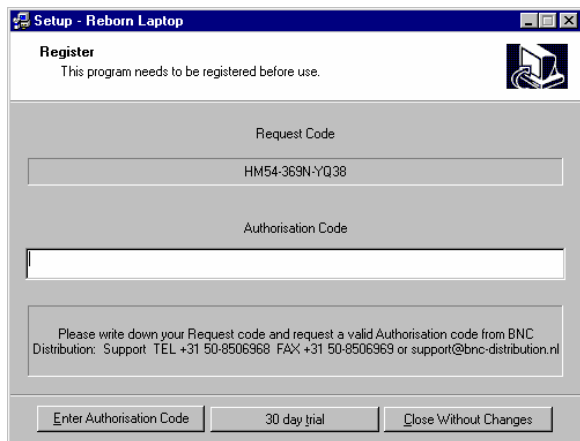 Setup - Reborn Laptop
Register
This program needs to be registered before use.
Request Code
HM54-369N-YQ38
Authorisation Code
Please write down your Request code and request a valid Authorisation code from BNC
Distribution: Support TEL +31 50-8506968 FAX +31 50-8506969 or support@bnc-distribution.nl
Enter Authorisation Code
30 day trial
Close Without Changes